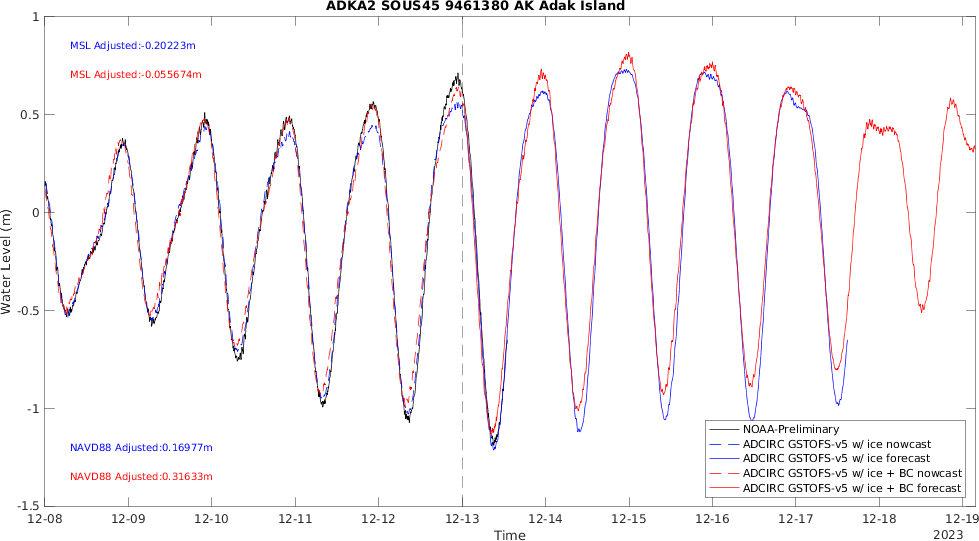 ADKA2 SOUS45 9461380 AK Adak Island
MSL Adjusted:-0.20223m
MSL Adjusted:-0.055674m
NAVD88 Adjusted:0.16977m
NAVD88 Adjusted:0.31633m
1
0.5
0
-0.5
-1
-1.5
Water Level (m)
NOAA-Preliminary
ADCIRC GSTOFS-v5 w/ ice nowcast
ADCIRC GSTOFS-v5 w/ ice forecast
ADCIRC GSTOFS-v5 w/ ice + BC nowcast
ADCIRC GSTOFS-v5 w/ ice + BC forecast
12-08 12-09 12-10 12-11 12-12 12-13 12-14 12-15 12-16 12-17 12-18 12-19
Time
2023